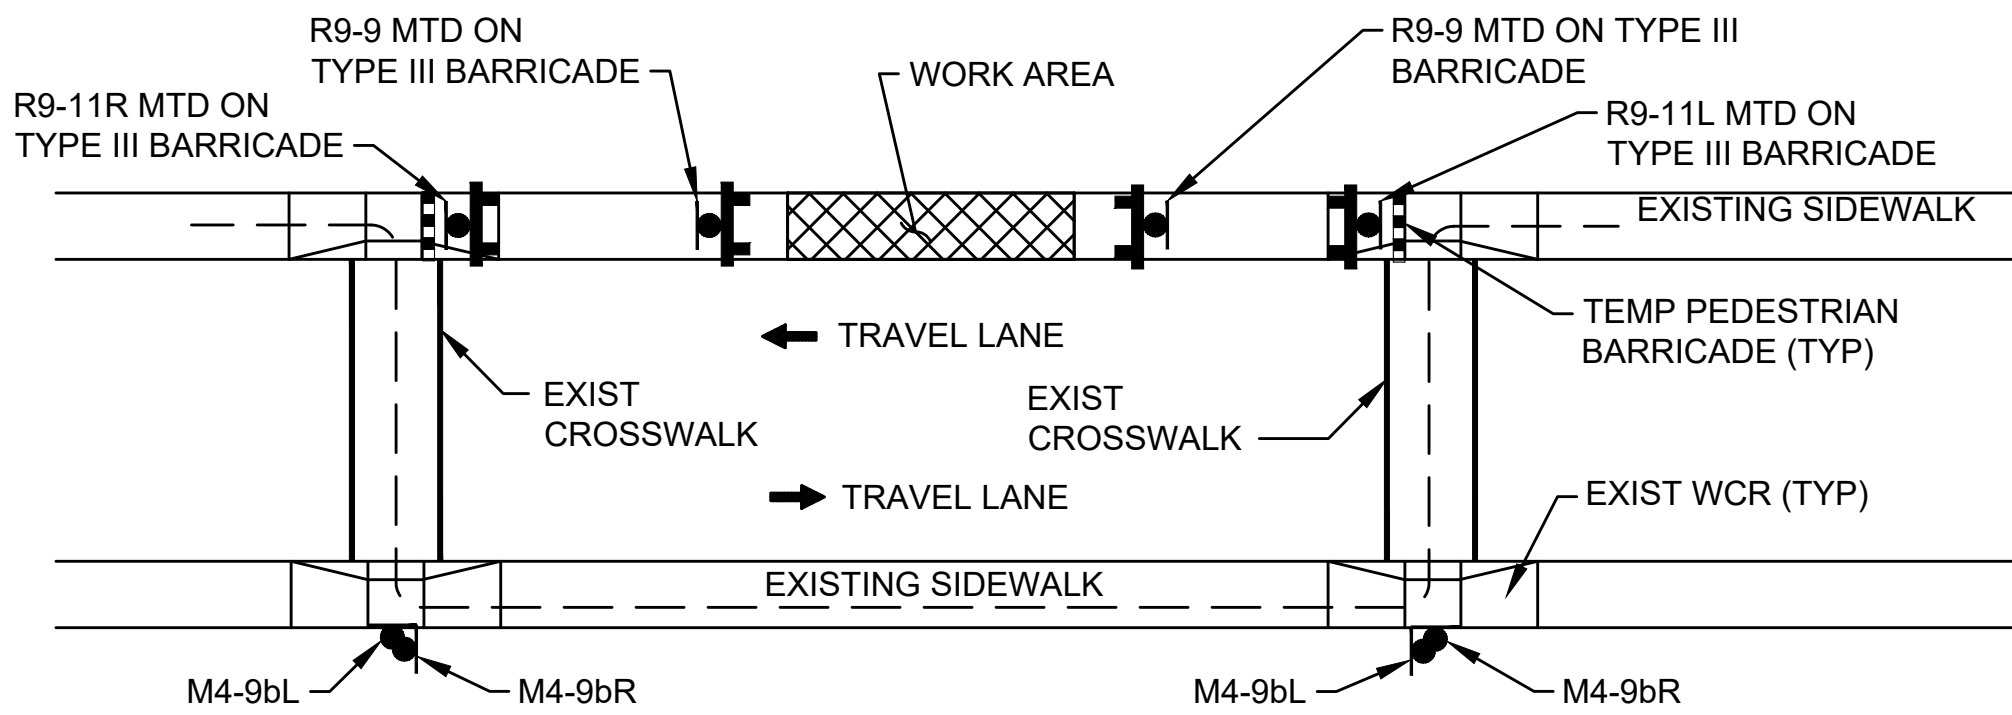 R9-9 MTD ON
TYPE III BARRICADE
R9-9 MTD ON TYPE III
BARRICADE
WORK AREA
R9-11R MTD ON
TYPE III BARRICADE
R9-11L MTD ON
TYPE III BARRICADE
EXISTING SIDEWALK
TEMP PEDESTRIAN
BARRICADE (TYP)
TRAVEL LANE
EXIST
CROSSWALK
EXIST
CROSSWALK
TRAVEL LANE
EXIST WCR (TYP)
EXISTING SIDEWALK
M4-9bL
M4-9bR
M4-9bL
M4-9bR